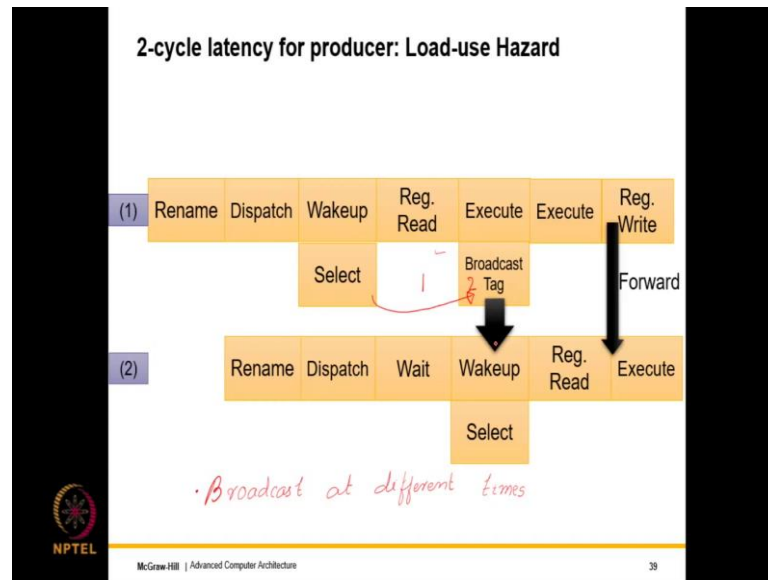 2-cycle latency for producer: Load-use Hazard
(1) Rename Dispatch Wakeup Reg. Read Execute Execute Reg. Write
Select 1 2 Broadcast Tag Forward
(2) Rename Dispatch Wait Wakeup Reg. Read Execute
Select
. Broadcast at different times
NPTEL
McGraw-Hill | Advanced Computer Architecture 39